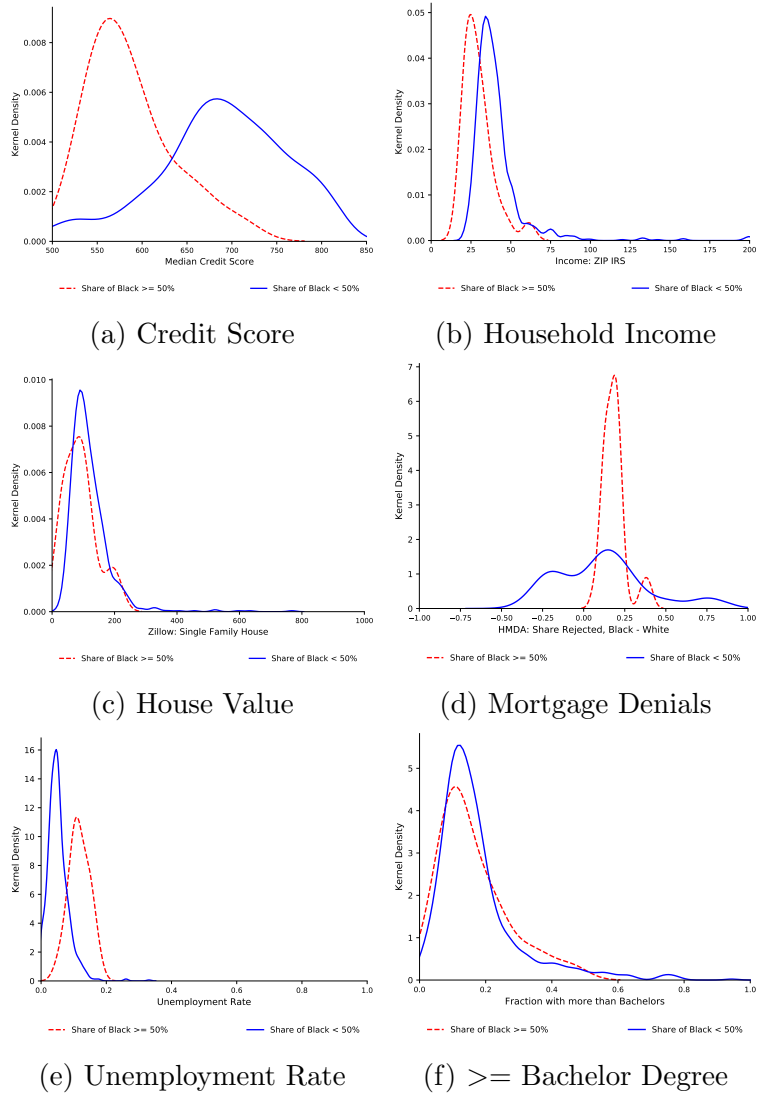 0.008
0.006
0.004
0.002
0.000
Kernel Density
500 550 600 650 700 750 800 850
Median Credit Score
Share of Black >= 50% Share of Black < 50%
(a) Credit Score
0.05
0.04
0.03
0.02
0.01
0.00
Kernel Density
0 25 50 75 100 125 150 175 200
Income: ZIP IRS
Share of Black >= 50% Share of Black < 50%
(b) Household Income
0.010
0.008
0.006
0.004
0.002
0.000
Kernel Density
0 200 400 600 800 1000
Zillow: Single Family House
Share of Black >= 50% Share of Black < 50%
(c) House Value
7
6
5
4
3
2
1
0
Kernel Density
−1.00 −0.75 −0.50 −0.25 0.00 0.25 0.50 0.75 1.00
HMDA: Share Rejected, Black - White
Share of Black >= 50% Share of Black < 50%
(d) Mortgage Denials
16
14
12
10
8
6
4
2
0
Kernel Density
0.0 0.2 0.4 0.6 0.8 1.0
Unemployment Rate
Share of Black >= 50% Share of Black < 50%
(e) Unemployment Rate
5
4
3
2
1
0
Kernel Density
0.0 0.2 0.4 0.6 0.8 1.0
Fraction with more than Bachelors
Share of Black >= 50% Share of Black < 50%
(f) >= Bachelor Degree